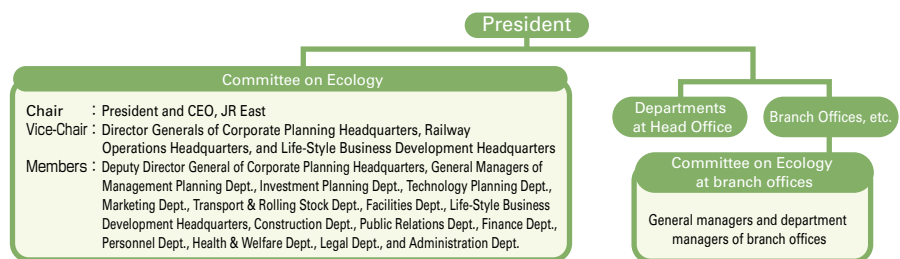 President
Committee on Ecology
Chair : President and CEO, JR East
Vice-Chair : Director Generals of Corporate Planning Headquarters, Railway
Operations Headquarters, and Life-Style Business Development Headquarters
Members : Deputy Director General of Corporate Planning Headquarters, General Managers of
Management Planning Dept., Investment Planning Dept., Technology Planning Dept.,
Marketing Dept., Transport & Rolling Stock Dept., Facilities Dept., Life-Style Business
Development Headquarters, Construction Dept., Public Relations Dept., Finance Dept.,
Personnel Dept., Health & Welfare Dept., Legal Dept., and Administration Dept.
Departments
at Head Office
Branch Offices, etc.
Committee on Ecology
at branch offices
General managers and department
managers of branch offices